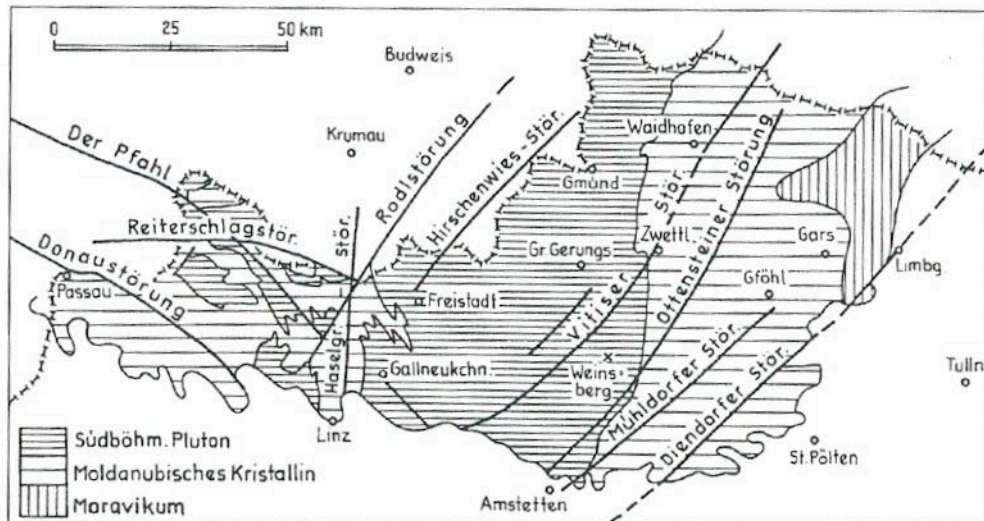 0 25 50 km
Budweis
Krumau
Der Pfahl
Reiterschlagstör.
Donaustörung
Passau
Haselgr. - Stör.
Rodlstörung
Hirschenwies-Stör.
Waidhofen
Gmünd
Gr. Gerungs
Zwettl
Gars
Limbg.
Freistadt
Vitiser Stör.
Ottensteiner Störung
Gföhl
Gallneukchn.
Weins-
berg
Mühldorfer Stör.
Diendorfer Stör.
Tulln
Linz
St. Pölten
Amstetten
Südböhm. Pluton
Moldanubisches Kristallin
Moravikum